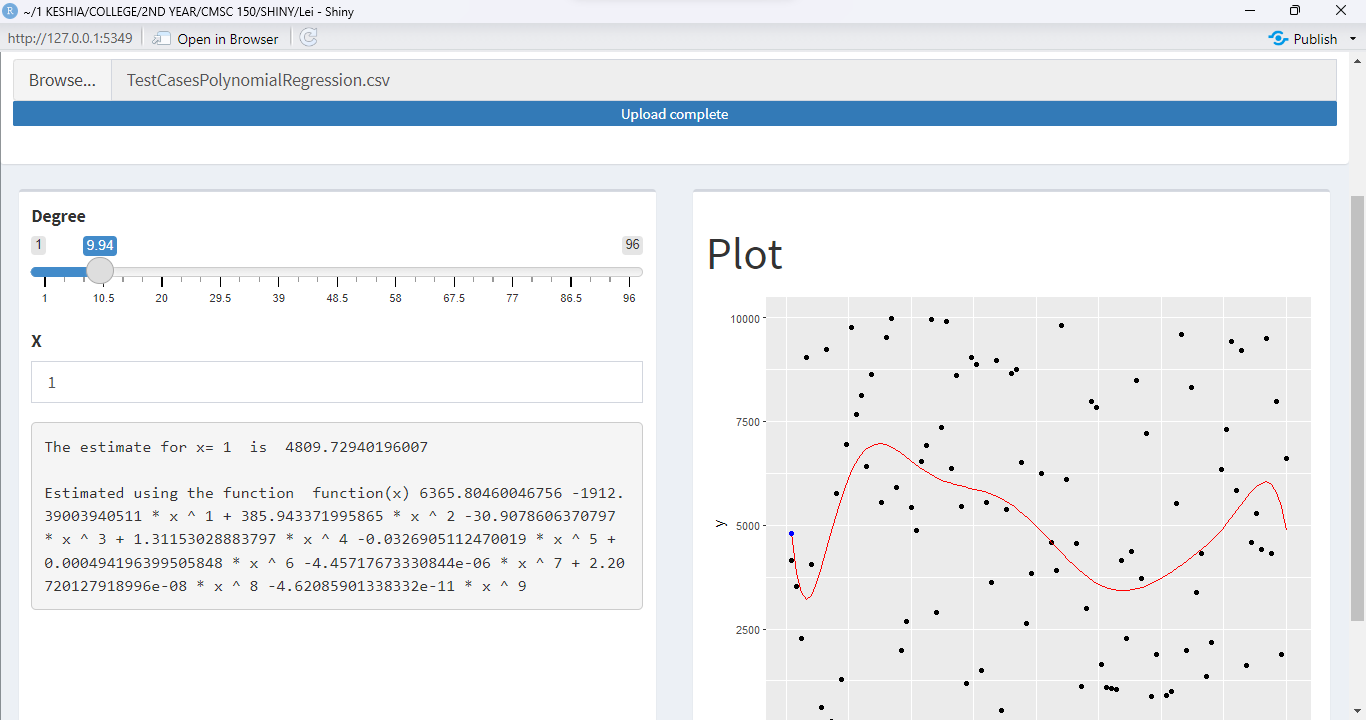 ~/1 KESHIA/COLLEGE/2ND YEAR/CMSC 150/SHINY/Lei - Shiny
http://127.0.0.1:5349 Open in Browser Publish
Browse... TestCasesPolynomialRegression.csv
Upload complete
Degree
1 9.94 96
1 10.5 20 29.5 39 48.5 58 67.5 77 86.5 96
X
1
The estimate for x= 1  is  4809.72940196007
Estimated using the function  function(x) 6365.80460046756 -1912.
39003940511 * x ^ 1 + 385.943371995865 * x ^ 2 -30.9078606370797
* x ^ 3 + 1.31153028883797 * x ^ 4 -0.0326905112470019 * x ^ 5 +
0.000494196399505848 * x ^ 6 -4.45717673330844e-06 * x ^ 7 + 2.20
720127918996e-08 * x ^ 8 -4.62085901338332e-11 * x ^ 9
Plot
10000
7500
y
5000
2500